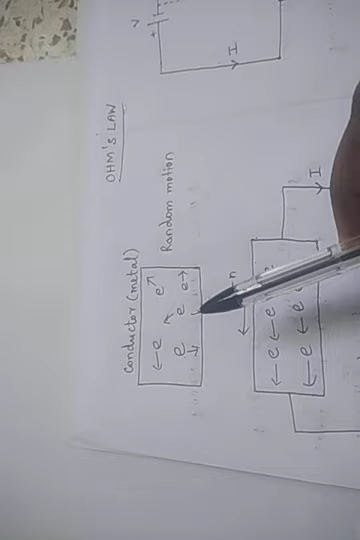 OHM'S LAW
V
+
I
conductor (metal)
Random motion
e e
e e e
I
e e
e e